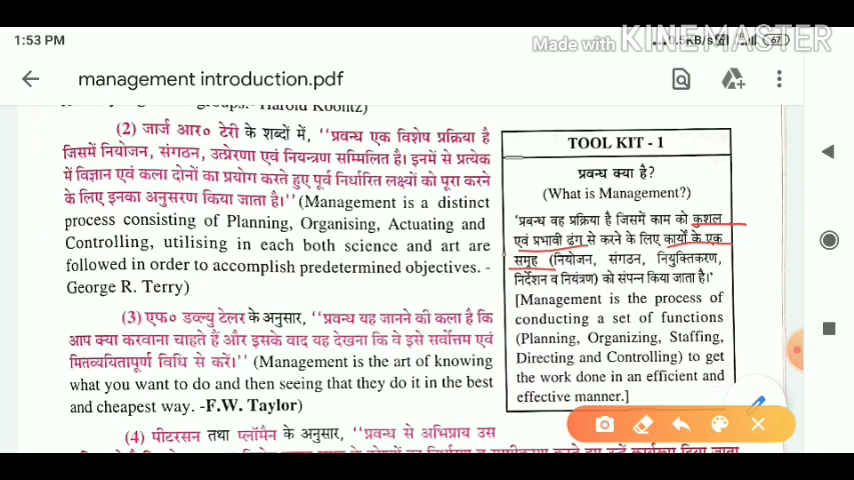 1:53 PM
Made with KINEMASTER
management introduction.pdf
Harold Koontz)
(2) जार्ज आर० टेरी के शब्दों में, ''प्रवन्ध एक विशेष प्रक्रिया है
जिसमें नियोजन, संगठन, उत्प्रेरणा एवं नियन्त्रण सम्मिलित है। इनमें से प्रत्येक
में विज्ञान एवं कला दोनों का प्रयोग करते हुए पूर्व निर्धारित लक्ष्यों को पूरा करने
के लिए इनका अनुसरण किया जाता है।'' (Management is a distinct
process consisting of Planning, Organising, Actuating and
Controlling, utilising in each both science and art are
followed in order to accomplish predetermined objectives. -
George R. Terry)
(3) एफ० डब्ल्यु टेलर के अनुसार, ''प्रवन्ध यह जानने की कला है कि
आप क्या करवाना चाहते हैं और इसके वाद यह देखना कि वे इसे सर्वोत्तम एवं
मितव्ययितापूर्ण विधि से करें।'' (Management is the art of knowing
what you want to do and then seeing that they do it in the best
and cheapest way. -F.W. Taylor)
(4) पीटरसन तथा प्लॉमैन के अनुसार, ''प्रवन्ध से अभिप्राय उस
TOOL KIT - 1
प्रवन्ध क्या है?
(What is Management?)
'प्रबन्ध वह प्रक्रिया है जिसमें काम को कुशल
एवं प्रभावी ढंग से करने के लिए कार्यों के एक
समूह (नियोजन, संगठन, नियुक्तिकरण,
निर्देशन व नियंत्रण) को संपन्न किया जाता है।'
[Management is the process of
conducting a set of functions
(Planning, Organizing, Staffing,
Directing and Controlling) to get
the work done in an efficient and
effective manner.]